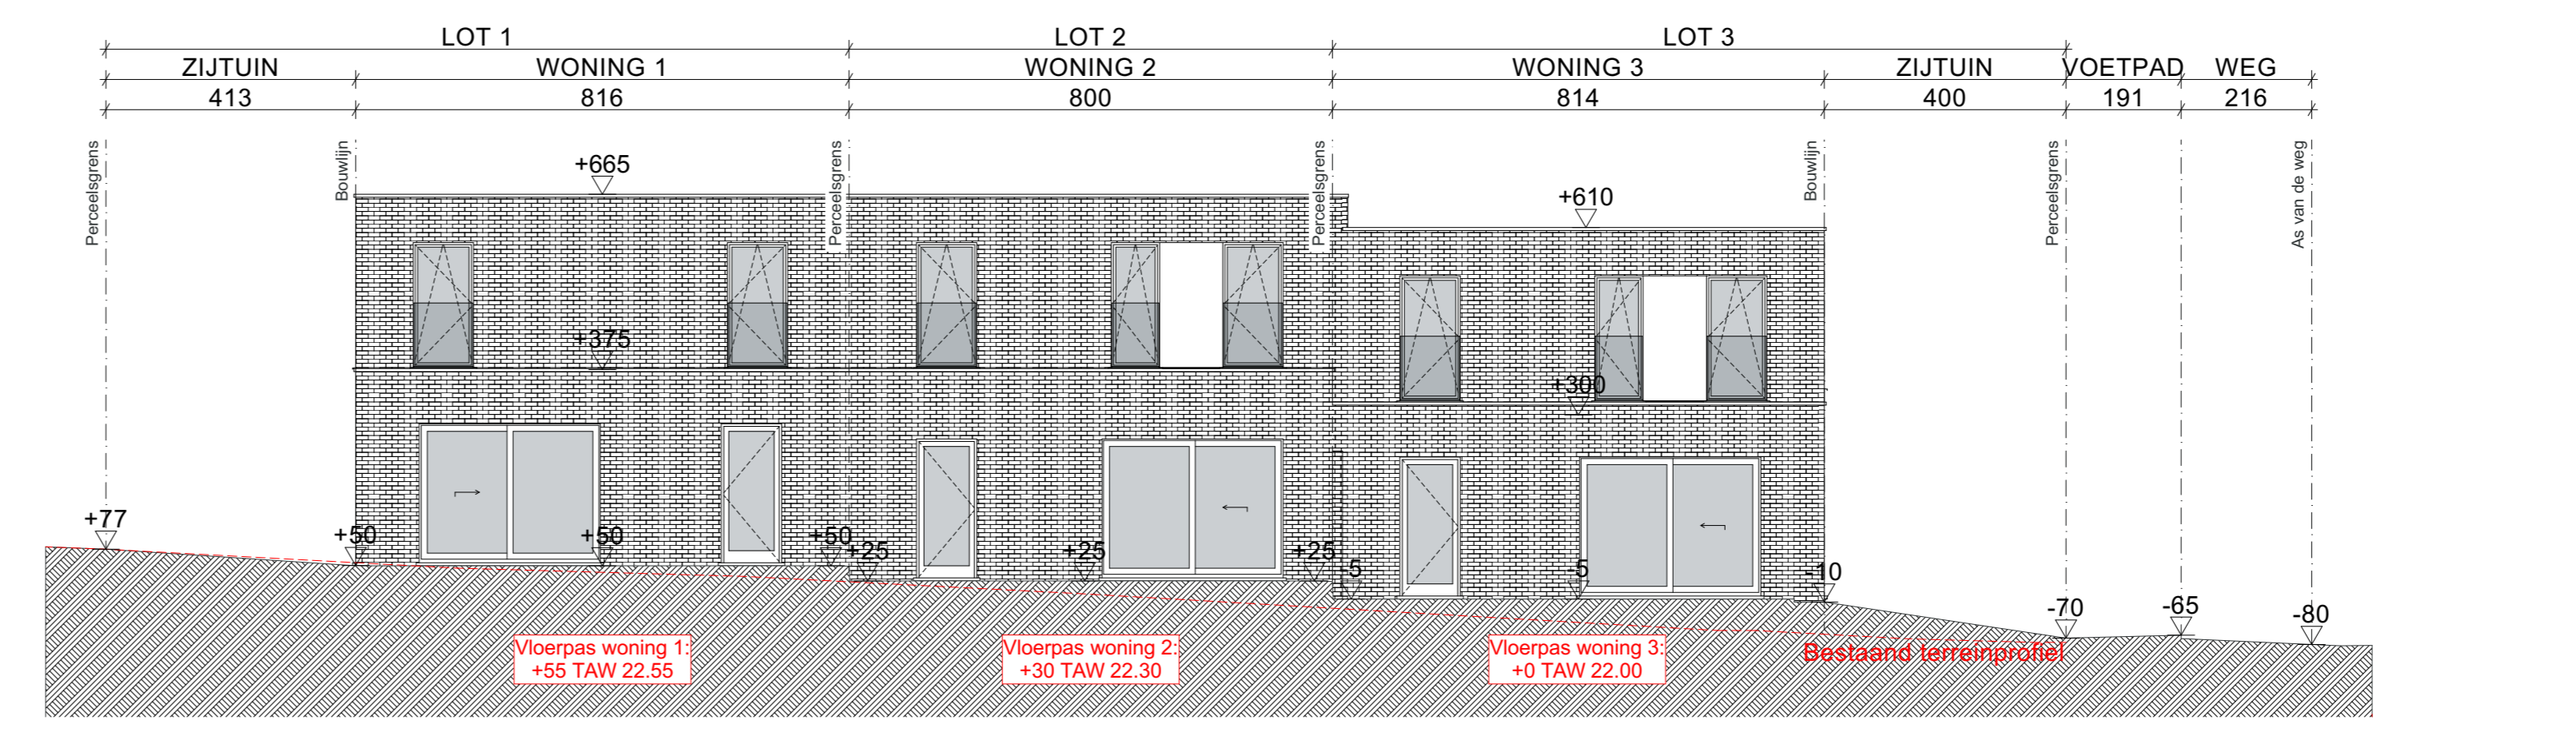 LOT 1 LOT 2 LOT 3
ZIJTUIN WONING 1 WONING 2 WONING 3 ZIJTUIN VOETPAD WEG
413 816 800 814 400 191 216
Perceelsgrens
Bouwlijn
Perceelsgrens
Perceelsgrens
Bouwlijn
Perceelsgrens
As van de weg
+665
+610
+375
+300
+77
+50
+50
+50
+25
+25
+25
-5
-5
-10
-70
-65
-80
Vloerpas woning 1:
+55 TAW 22.55
Vloerpas woning 2:
+30 TAW 22.30
Vloerpas woning 3:
+0 TAW 22.00
Bestaand terreinprofiel